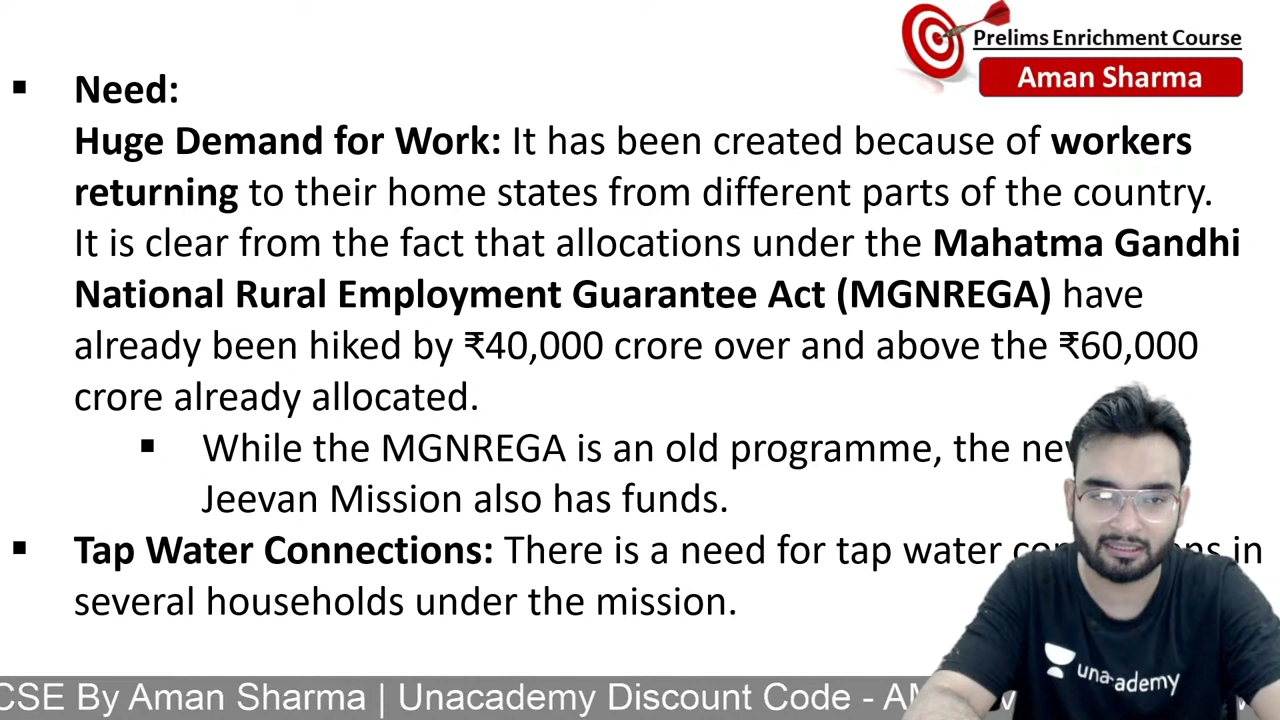 Prelims Enrichment Course
Aman Sharma
▪ Need:
Huge Demand for Work: It has been created because of workers
returning to their home states from different parts of the country.
It is clear from the fact that allocations under the Mahatma Gandhi
National Rural Employment Guarantee Act (MGNREGA) have
already been hiked by ₹40,000 crore over and above the ₹60,000
crore already allocated.
▪ While the MGNREGA is an old programme, the
Jeevan Mission also has funds.
▪ Tap Water Connections: There is a need for tap water in
several households under the mission.
unacademy
CSE By Aman Sharma | Unacademy Discount Code -